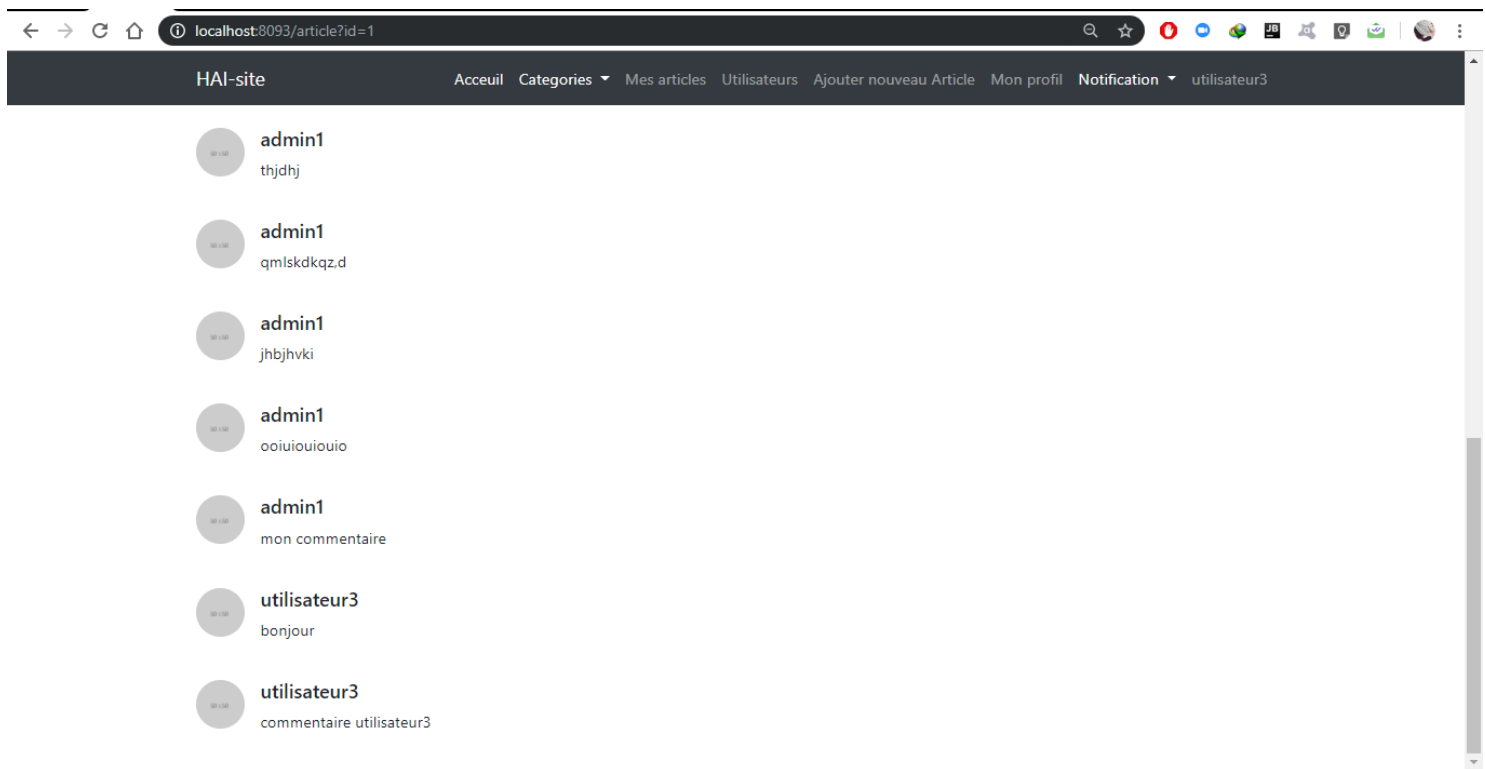 localhost:8093/article?id=1
HAI-site Acceuil Categories Mes articles Utilisateurs Ajouter nouveau Article Mon profil Notification utilisateur3
admin1
thjdhj
admin1
qmlskdkqz,d
admin1
jhbjhvki
admin1
ooiuiouiouio
admin1
mon commentaire
utilisateur3
bonjour
utilisateur3
commentaire utilisateur3